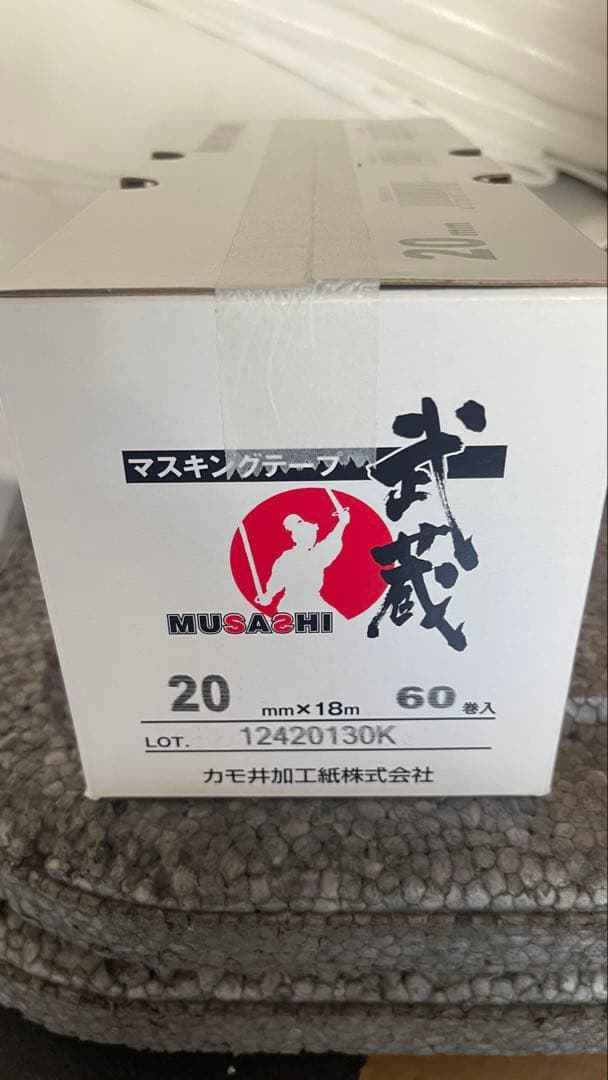 20mm
マスキングテープ
武蔵
MUSASHI
20 mm×18m 60 巻入
LOT. 12420130K
カモ井加工紙株式会社